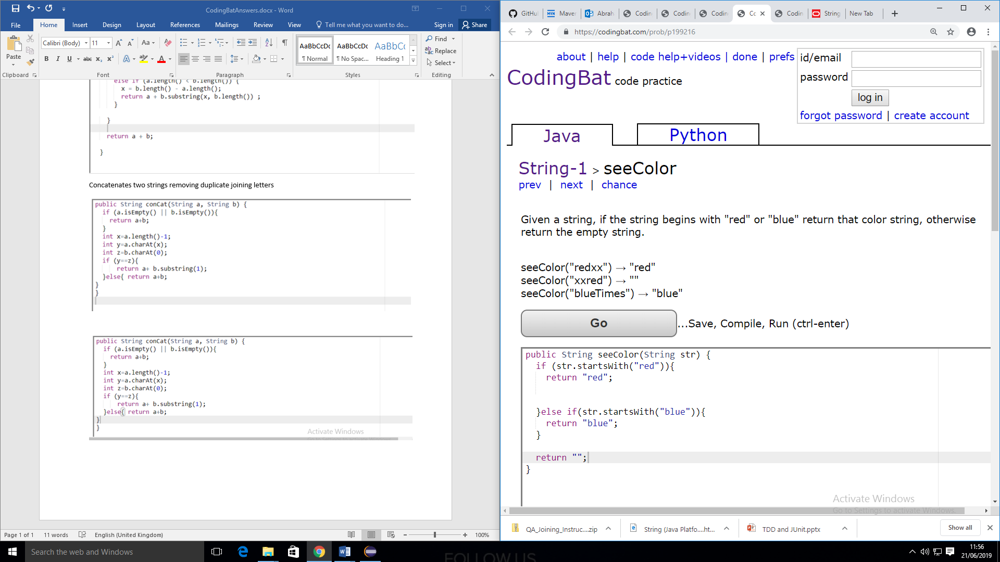 CodingBatAnswers.docx - Word
File Home Insert Design Layout References Mailings Review View Tell me what you want to do... Sign in Share
Paste
Calibri (Body) 11
B I U abc
AaBbCcDc AaBbCcDc AaBbCc
¶ Normal ¶ No Spac... Heading 1
Find
Replace
Select
Clipboard Font Paragraph Styles Editing
else if (a.length() < b.length()) {
x = b.length() - a.length();
return a + b.substring(x, b.length()) ;
}
}
return a + b;
}
Concatenates two strings removing duplicate joining letters
public String conCat(String a, String b) {
if (a.isEmpty() || b.isEmpty()){
return a+b;
}
int x=a.length()-1;
int y=a.charAt(x);
int z=b.charAt(0);
if (y==z){
return a+ b.substring(1);
}else{ return a+b;
}
}
public String conCat(String a, String b) {
if (a.isEmpty() || b.isEmpty()){
return a+b;
}
int x=a.length()-1;
int y=a.charAt(x);
int z=b.charAt(0);
if (y==z){
return a+ b.substring(1);
}else{ return a+b;
}
}
Activate Windows
Page 1 of 1 11 words English (United Kingdom) 100%
GitHu Maver Abrah Codin Codin Codin Cc Codin String New Tab
https://codingbat.com/prob/p199216
about | help | code help+videos | done | prefs
CodingBat code practice
id/email
password
log in
forgot password | create account
Java Python
String-1 > seeColor
prev | next | chance
Given a string, if the string begins with "red" or "blue" return that color string, otherwise
return the empty string.
seeColor("redxx") → "red"
seeColor("xxred") → ""
seeColor("blueTimes") → "blue"
Go ...Save, Compile, Run (ctrl-enter)
public String seeColor(String str) {
if (str.startsWith("red")){
return "red";
}else if(str.startsWith("blue")){
return "blue";
}
return "";
}
Activate Windows
Go to Settings to activate Windows.
QA_Joining_Instruc....zip String (Java Platfo....ht... TDD and JUnit.pptx Show all
Search the web and Windows
FOLLOW US
11:56
21/06/2019